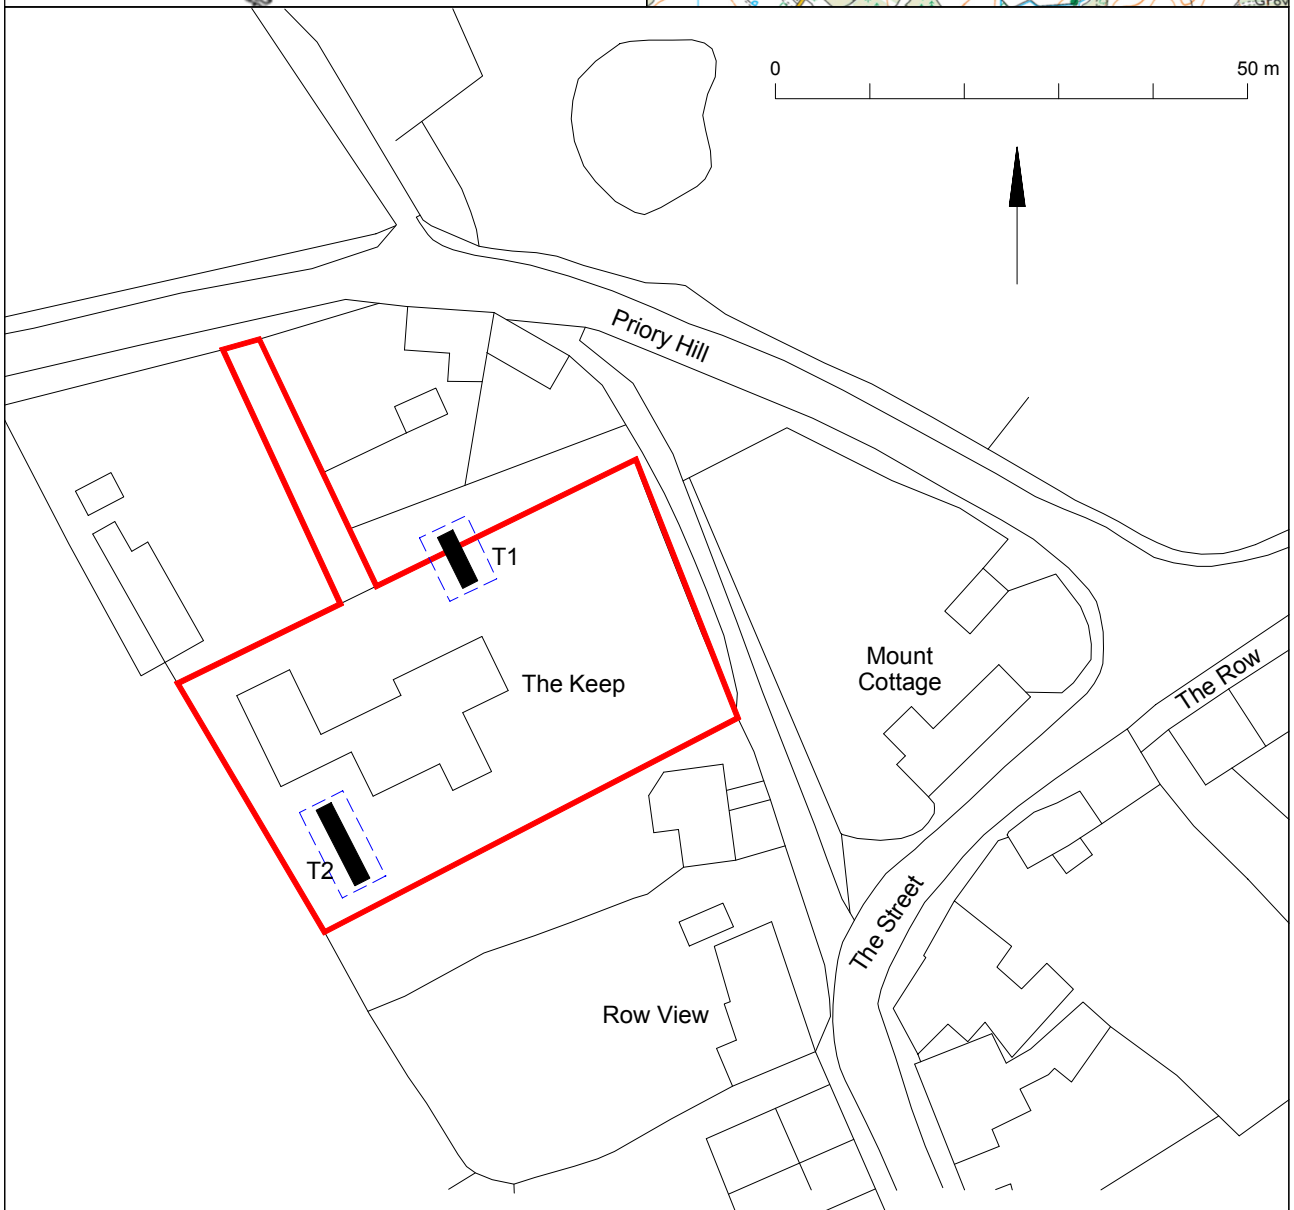 0
50 m
Priory Hill
T1
The Keep
Mount
Cottage
The Row
T2
The Street
Row View